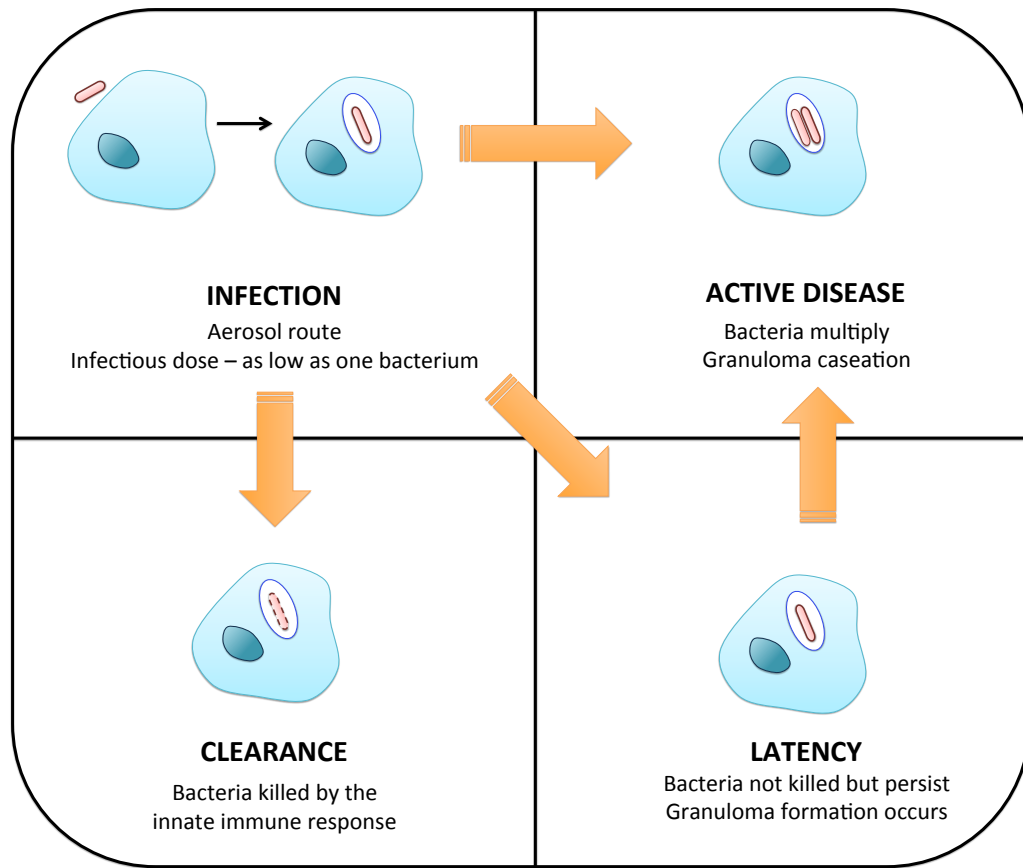 INFECTION
Aerosol route
Infectious dose – as low as one bacterium
ACTIVE DISEASE
Bacteria multiply
Granuloma caseation
CLEARANCE
Bacteria killed by the
innate immune response
LATENCY
Bacteria not killed but persist
Granuloma formation occurs